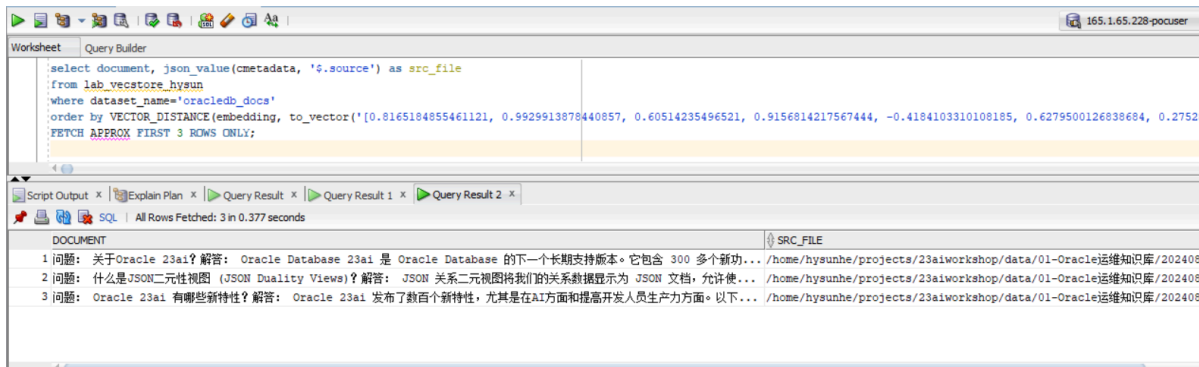 165.1.65.228-pocuser
Worksheet Query Builder
select document, json_value(cmetadata, '$.source') as src_file
from lab_vecstore_hysun
where dataset_name='oracledb_docs'
order by VECTOR_DISTANCE(embedding, to_vector('[0.8165184855461121, 0.9929913878440857, 0.60514235496521, 0.9156814217567444, -0.4184103310108185, 0.6279500126838684, 0.2752
FETCH APPROX FIRST 3 ROWS ONLY;
Script Output Explain Plan Query Result Query Result 1 Query Result 2
SQL All Rows Fetched: 3 in 0.377 seconds
DOCUMENT SRC_FILE
1 问题: 关于Oracle 23ai? 解答: Oracle Database 23ai 是 Oracle Database 的下一个长期支持版本。它包含 300 多个新功... /home/hysunhe/projects/23aiworkshop/data/01-Oracle运维知识库/202408
2 问题: 什么是JSON二元性视图 (JSON Duality Views)? 解答: JSON 关系二元视图将我们的关系数据显示为 JSON 文档，允许使... /home/hysunhe/projects/23aiworkshop/data/01-Oracle运维知识库/202408
3 问题: Oracle 23ai 有哪些新特性? 解答: Oracle 23ai 发布了数百个新特性，尤其是在AI方面和提高开发人员生产力方面。以下... /home/hysunhe/projects/23aiworkshop/data/01-Oracle运维知识库/202408